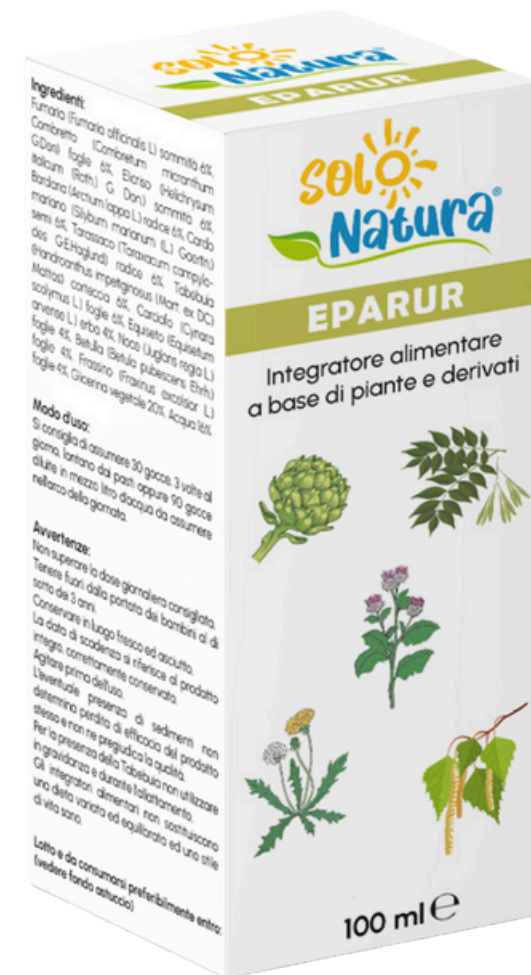 SOLO
Natura®
EPARUR
Ingredienti:
Fumaria (Fumaria officinalis L.) sommità 6%,
Combreto (Combretum micranthum
G.Don) foglie 6%, Elicriso (Helichrysum
italicum (Roth.) G. Don) sommità 6%,
Bardana (Arctium lappa L.) radice 6%, Cardo
mariano (Silybum marianum (L.) Gaertn.)
semi 6%, Tarassaco (Taraxacum campylo-
des G.E.Haglund) radice 6%, Tabebuia
(Handroanthus impetiginosus (Mart. ex DC)
Mattos) corteccia 6%, Carciofo (Cynara
scolymus L.) foglie 6%, Equiseto (Equisetum
arvense L.) erba 4%, Noce (Juglans regia L.)
foglie 4%, Betulla (Betula pubescens Ehrh.)
foglie 4%, Frassino (Fraxinus excelsior L.)
foglie 4%, Glicerina vegetale 20%, Acqua 16%
Modo d'uso:
Si consiglia di assumere 30 gocce, 3 volte al
giorno, lontano dai pasti oppure 90 gocce
diluite in mezzo litro d'acqua da assumere
nell'arco della giornata.
Avvertenze:
Non superare la dose giornaliera consigliata.
Tenere fuori dalla portata dei bambini al di
sotto dei 3 anni.
Conservare in luogo fresco ed asciutto.
La data di scadenza si riferisce al prodotto
integro, correttamente conservato.
Agitare prima dell'uso.
L'eventuale presenza di sedimenti non
determina perdita di efficacia del prodotto
stesso e non ne pregiudica la qualità.
Per la presenza della Tabebuia non utilizzare
in gravidanza e durante l'allattamento.
Gli integratori alimentari non sostituiscono
una dieta variata ed equilibrata ed uno stile
di vita sano.
Lotto e da consumarsi preferibilmente entro:
(vedere fondo astuccio)
SOLO
Natura®
EPARUR
Integratore alimentare
a base di piante e derivati
100 ml ℮